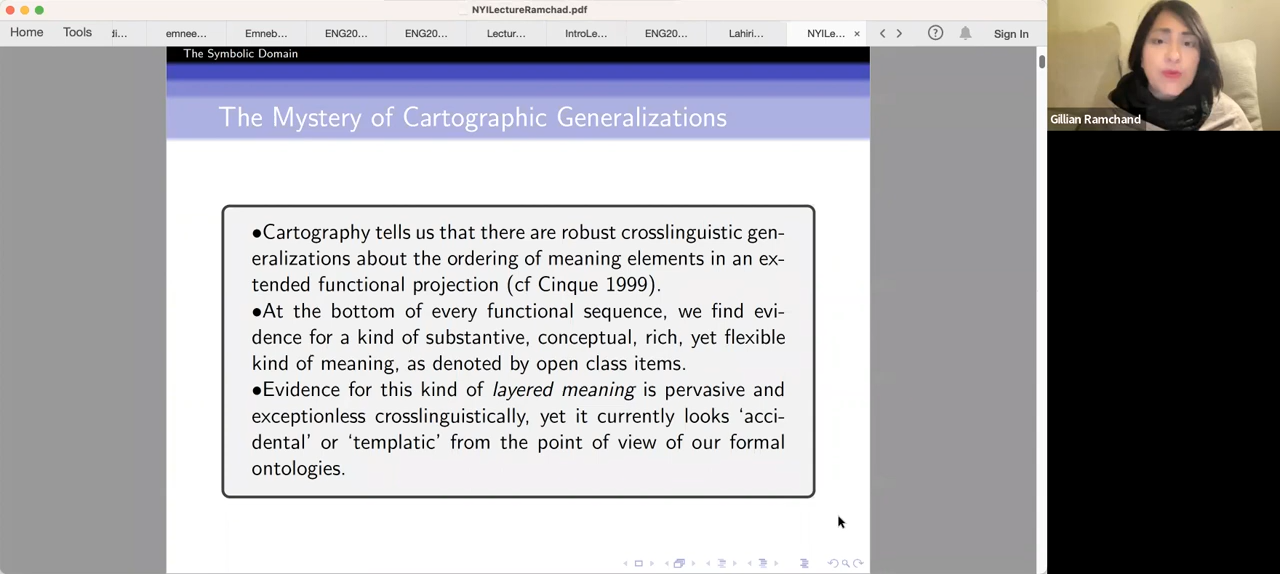 NYILectureRamchad.pdf
Home Tools di... emnee... Emneb... ENG20... ENG20... Lectur... IntroLe... ENG20... Lahiri... NYILe... × ? Sign In
The Symbolic Domain
The Mystery of Cartographic Generalizations
•Cartography tells us that there are robust crosslinguistic gen-
eralizations about the ordering of meaning elements in an ex-
tended functional projection (cf Cinque 1999).
•At the bottom of every functional sequence, we find evi-
dence for a kind of substantive, conceptual, rich, yet flexible
kind of meaning, as denoted by open class items.
•Evidence for this kind of layered meaning is pervasive and
exceptionless crosslinguistically, yet it currently looks ‘acci-
dental’ or ‘templatic’ from the point of view of our formal
ontologies.
Gillian Ramchand